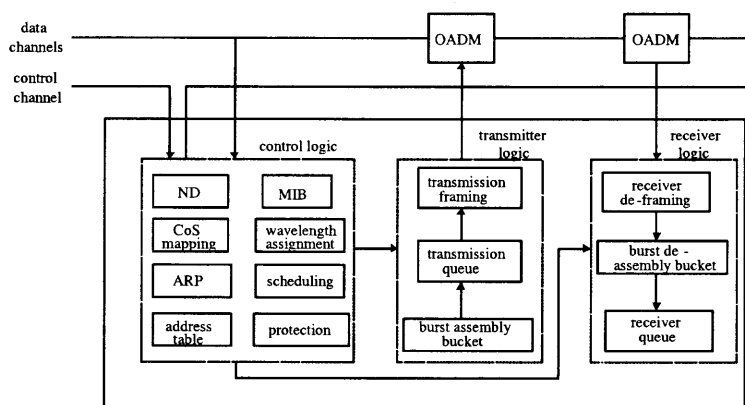 data
channels
OADM
OADM
control
channel
control logic
transmitter
logic
receiver
logic
ND
MIB
CoS
mapping
wavelength
assignment
ARP
scheduling
address
table
protection
transmission
framing
transmission
queue
burst assembly
bucket
receiver
de-framing
burst de -
assembly bucket
receiver
queue